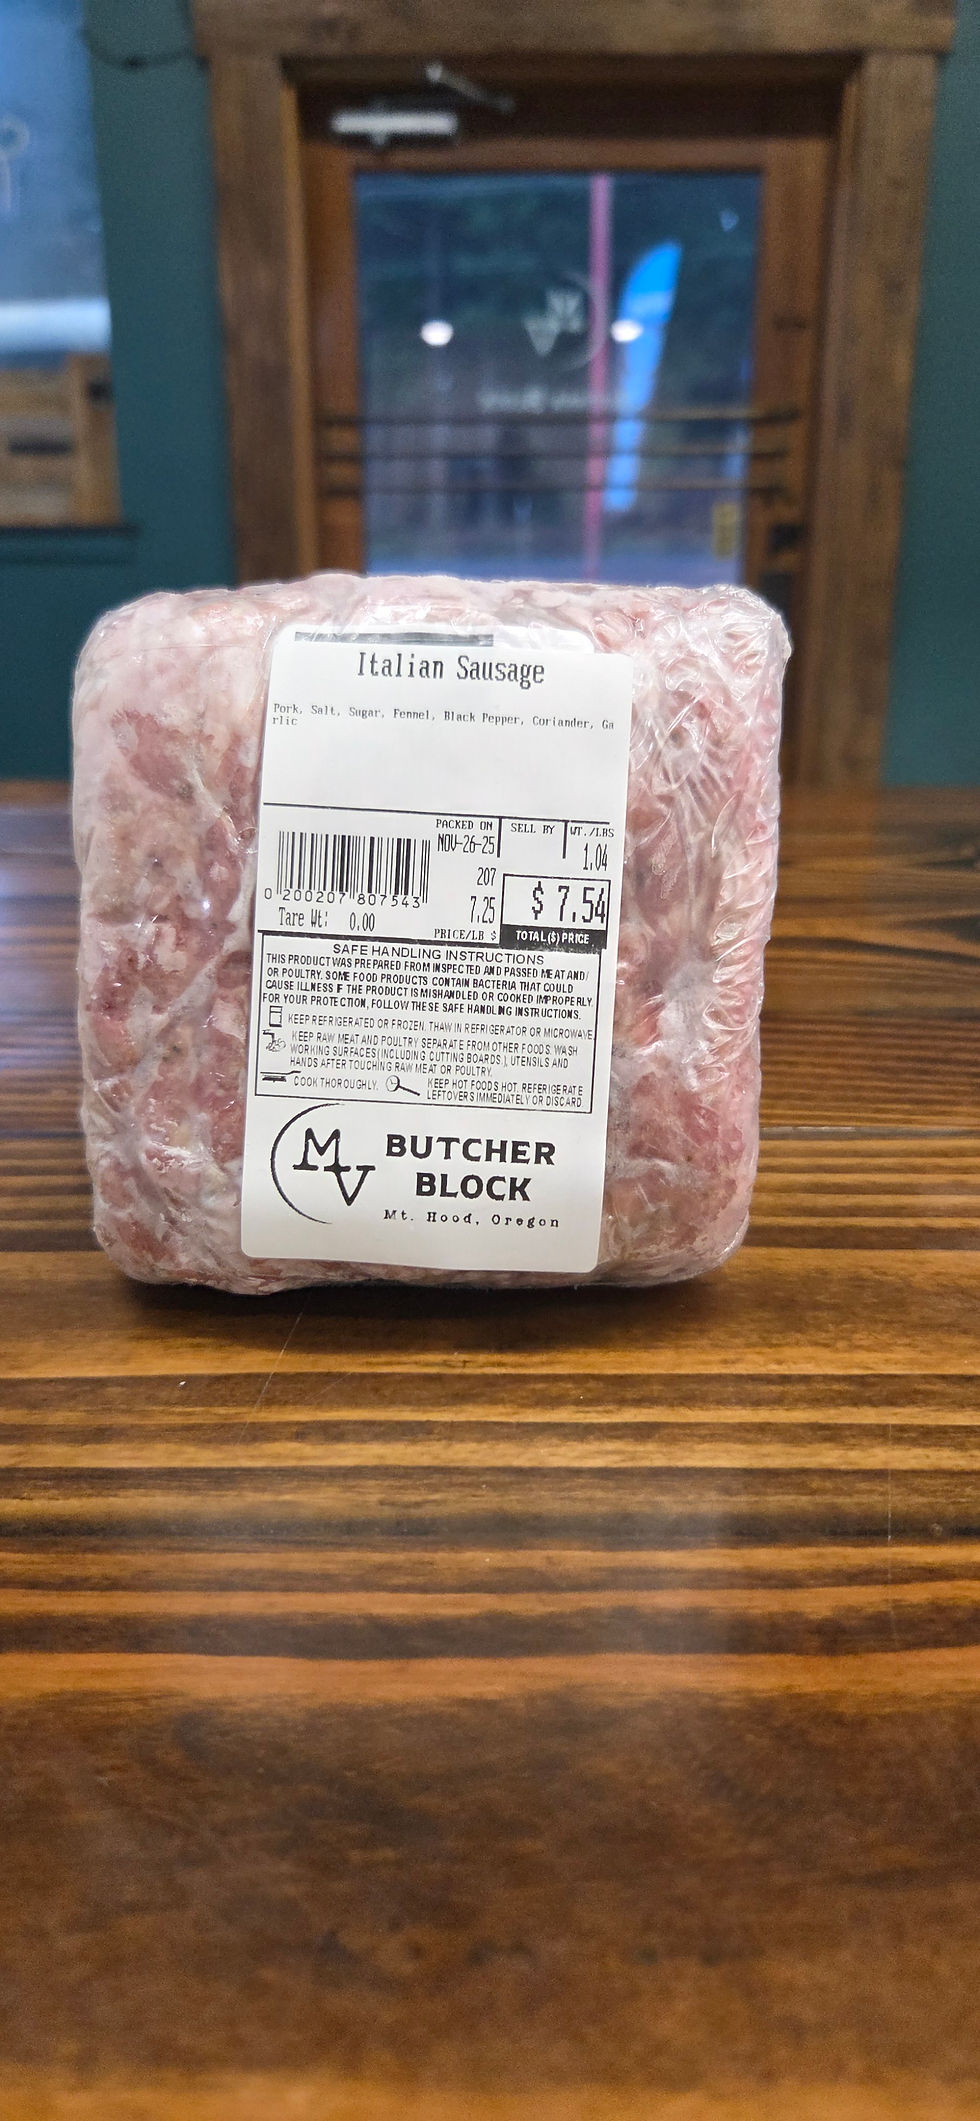 Italian Sausage
Pork, Salt, Sugar, Fennel, Black Pepper, Coriander, Ga
rlic
PACKED ON SELL BY WT./LBS
NOV-26-25 1.04
207
7.25 $ 7.54
0 200207 807543
Tare Wt: 0.00 PRICE/LB $ TOTAL($) PRICE
SAFE HANDLING INSTRUCTIONS
THIS PRODUCT WAS PREPARED FROM INSPECTED AND PASSED MEAT AND/
OR POULTRY. SOME FOOD PRODUCTS CONTAIN BACTERIA THAT COULD
CAUSE ILLNESS IF THE PRODUCT IS MISHANDLED OR COOKED IMPROPERLY.
FOR YOUR PROTECTION, FOLLOW THESE SAFE HANDLING INSTRUCTIONS.
KEEP REFRIGERATED OR FROZEN. THAW IN REFRIGERATOR OR MICROWAVE.
KEEP RAW MEAT AND POULTRY SEPARATE FROM OTHER FOODS. WASH
WORKING SURFACES (INCLUDING CUTTING BOARDS.), UTENSILS AND
HANDS AFTER TOUCHING RAW MEAT OR POULTRY.
COOK THOROUGHLY. KEEP HOT FOODS HOT. REFRIGERATE
LEFTOVERS IMMEDIATELY OR DISCARD
MV BUTCHER
BLOCK
Mt. Hood, Oregon